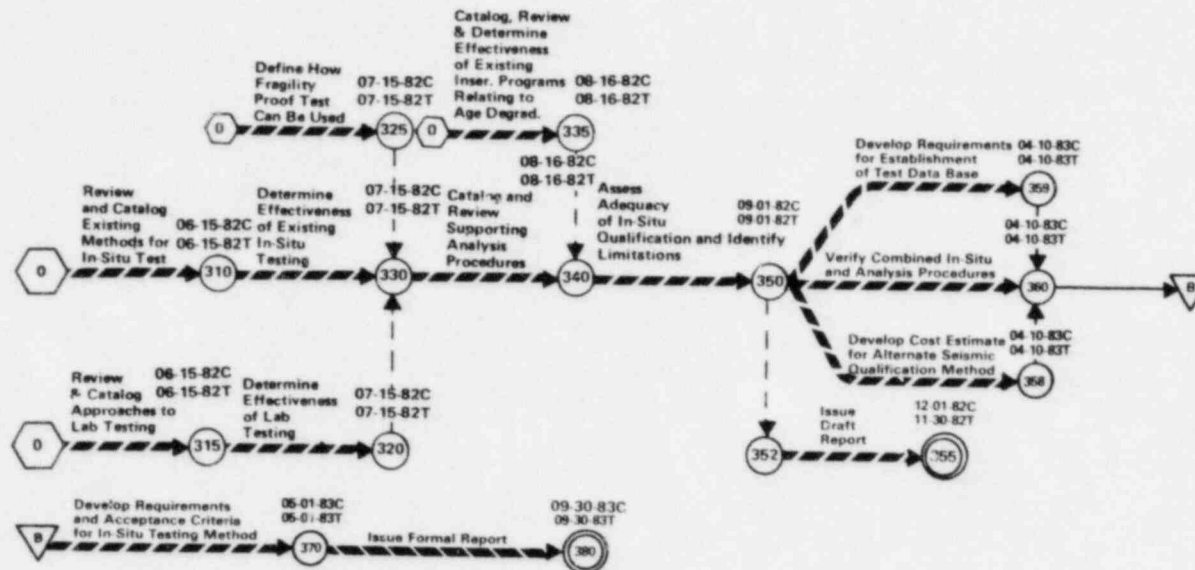 Catalog, Review
& Determine
Effectiveness
of Existing
Inser. Programs
Relating to
Age Degrad.
08-16-82C
08-16-82T
Define How
Fragility
Proof Test
Can Be Used
07-15-82C
07-15-82T
0
325
0
335
08-16-82C
08-16-82T
Review
and Catalog
Existing
Methods for
In-Situ Test
06-15-82C
06-15-82T
Determine
Effectiveness
of Existing
In-Situ
Testing
07-15-82C
07-15-82T
Catalog and
Review
Supporting
Analysis
Procedures
Assess
Adequacy
of In-Situ
Qualification and Identify
Limitations
09-01-82C
09-01-82T
0
310
330
340
350
Develop Requirements
for Establishment
of Test Data Base
04-10-83C
04-10-83T
359
04-10-83C
04-10-83T
Verify Combined In-Situ
and Analysis Procedures
360
B
Develop Cost Estimate
for Alternate Seismic
Qualification Method
04-10-83C
04-10-83T
358
Review
& Catalog
Approaches to
Lab Testing
06-15-82C
06-15-82T
Determine
Effectiveness
of Lab
Testing
07-15-82C
07-15-82T
0
315
320
Issue
Draft
Report
12-01-82C
11-30-82T
352
355
Develop Requirements
and Acceptance Criteria
for In-Situ Testing Method
Issue Formal Report
09-30-83C
09-30-83T
B
370
380